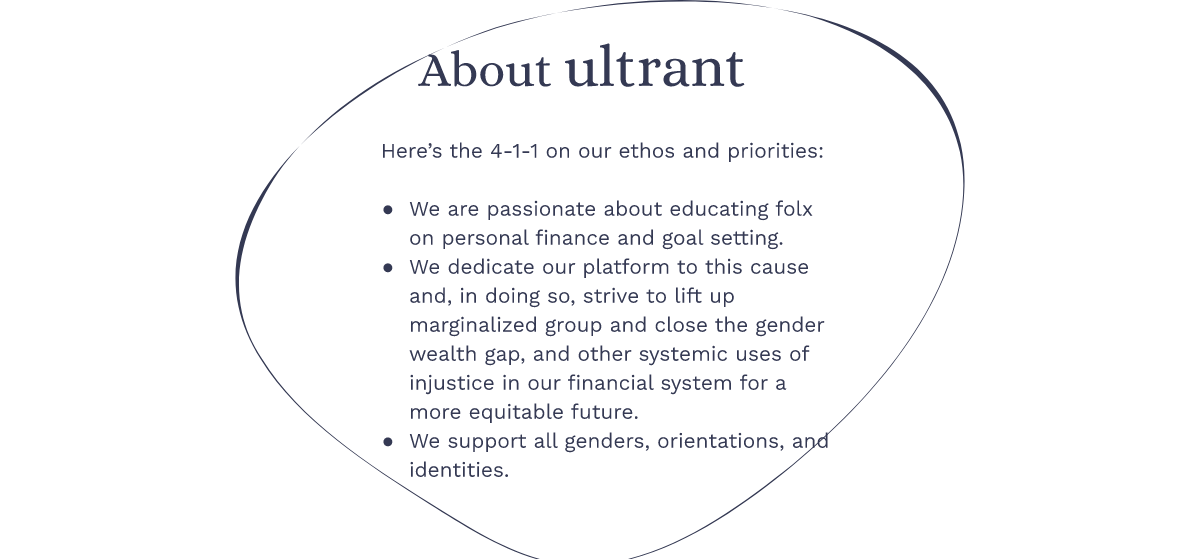 About ultrant
Here’s the 4-1-1 on our ethos and priorities:
● We are passionate about educating folx
on personal finance and goal setting.
● We dedicate our platform to this cause
and, in doing so, strive to lift up
marginalized group and close the gender
wealth gap, and other systemic uses of
injustice in our financial system for a
more equitable future.
● We support all genders, orientations, and
identities.